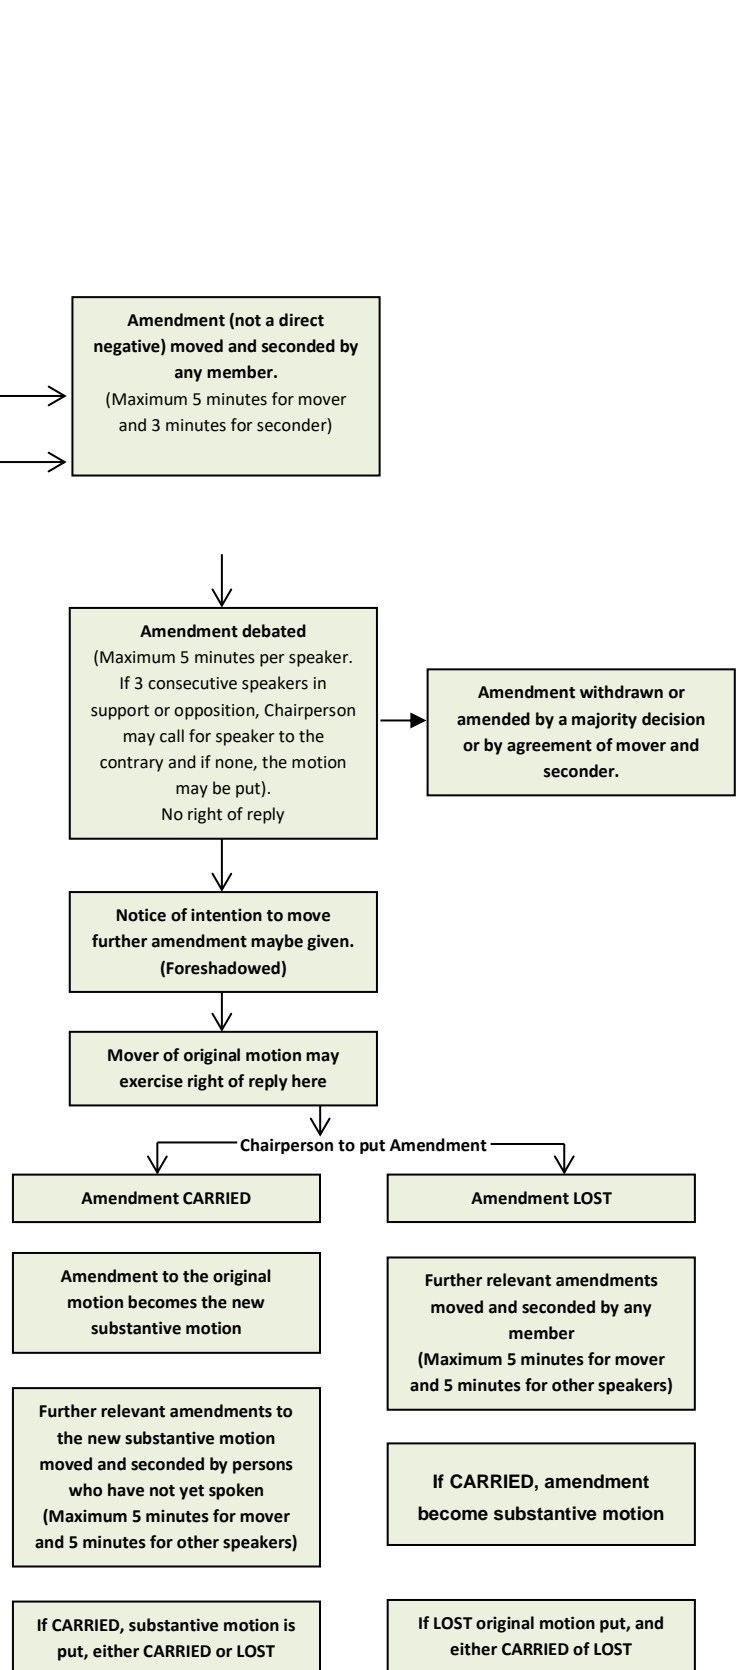 Amendment (not a direct
negative) moved and seconded by
any member.
(Maximum 5 minutes for mover
and 3 minutes for seconder)
Amendment debated
(Maximum 5 minutes per speaker.
If 3 consecutive speakers in
support or opposition, Chairperson
may call for speaker to the
contrary and if none, the motion
may be put).
No right of reply
Amendment withdrawn or
amended by a majority decision
or by agreement of mover and
seconder.
Notice of intention to move
further amendment maybe given.
(Foreshadowed)
Mover of original motion may
exercise right of reply here
Chairperson to put Amendment
Amendment CARRIED
Amendment to the original
motion becomes the new
substantive motion
Further relevant amendments to
the new substantive motion
moved and seconded by persons
who have not yet spoken
(Maximum 5 minutes for mover
and 5 minutes for other speakers)
If CARRIED, substantive motion is
put, either CARRIED or LOST
Amendment LOST
Further relevant amendments
moved and seconded by any
member
(Maximum 5 minutes for mover
and 5 minutes for other speakers)
If CARRIED, amendment
become substantive motion
If LOST original motion put, and
either CARRIED of LOST